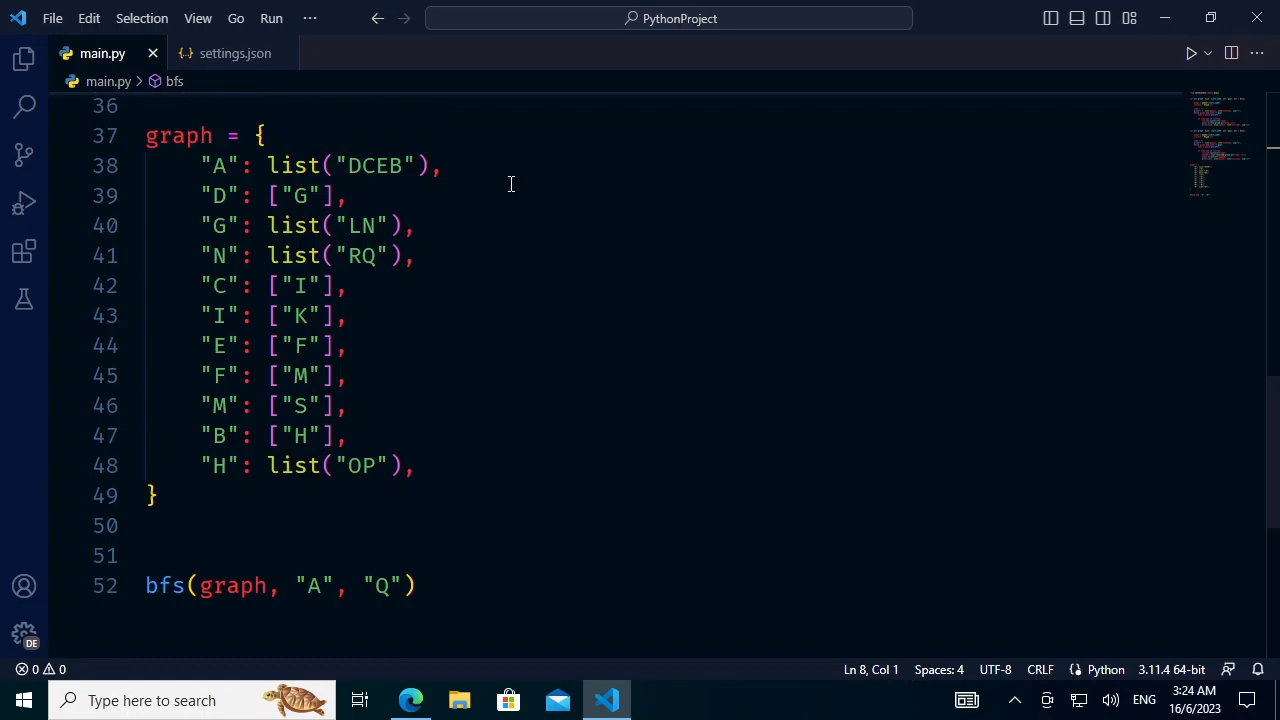 File Edit Selection View Go Run ··· PythonProject
main.py settings.json
main.py > bfs
36
37 graph = {
38 "A": list("DCEB"),
39 "D": ["G"],
40 "G": list("LN"),
41 "N": list("RQ"),
42 "C": ["I"],
43 "I": ["K"],
44 "E": ["F"],
45 "F": ["M"],
46 "M": ["S"],
47 "B": ["H"],
48 "H": list("OP"),
49 }
50
51
52 bfs(graph, "A", "Q")
DE
0 0 Ln 8, Col 1 Spaces: 4 UTF-8 CRLF Python 3.11.4 64-bit
Type here to search ENG 3:24 AM
16/6/2023